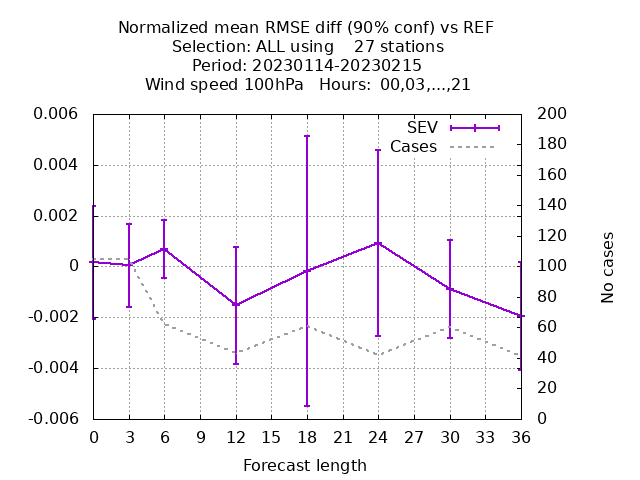 Normalized mean RMSE diff (90% conf) vs REF
Selection: ALL using    27 stations
Period: 20230114-20230215
Wind speed 100hPa   Hours:  00,03,...,21
0.006
0.004
0.002
0
-0.002
-0.004
-0.006
200
180
160
140
120
100
80
60
40
20
0
SEV
Cases
No cases
0 3 6 9 12 15 18 21 24 27 30 33 36
Forecast length